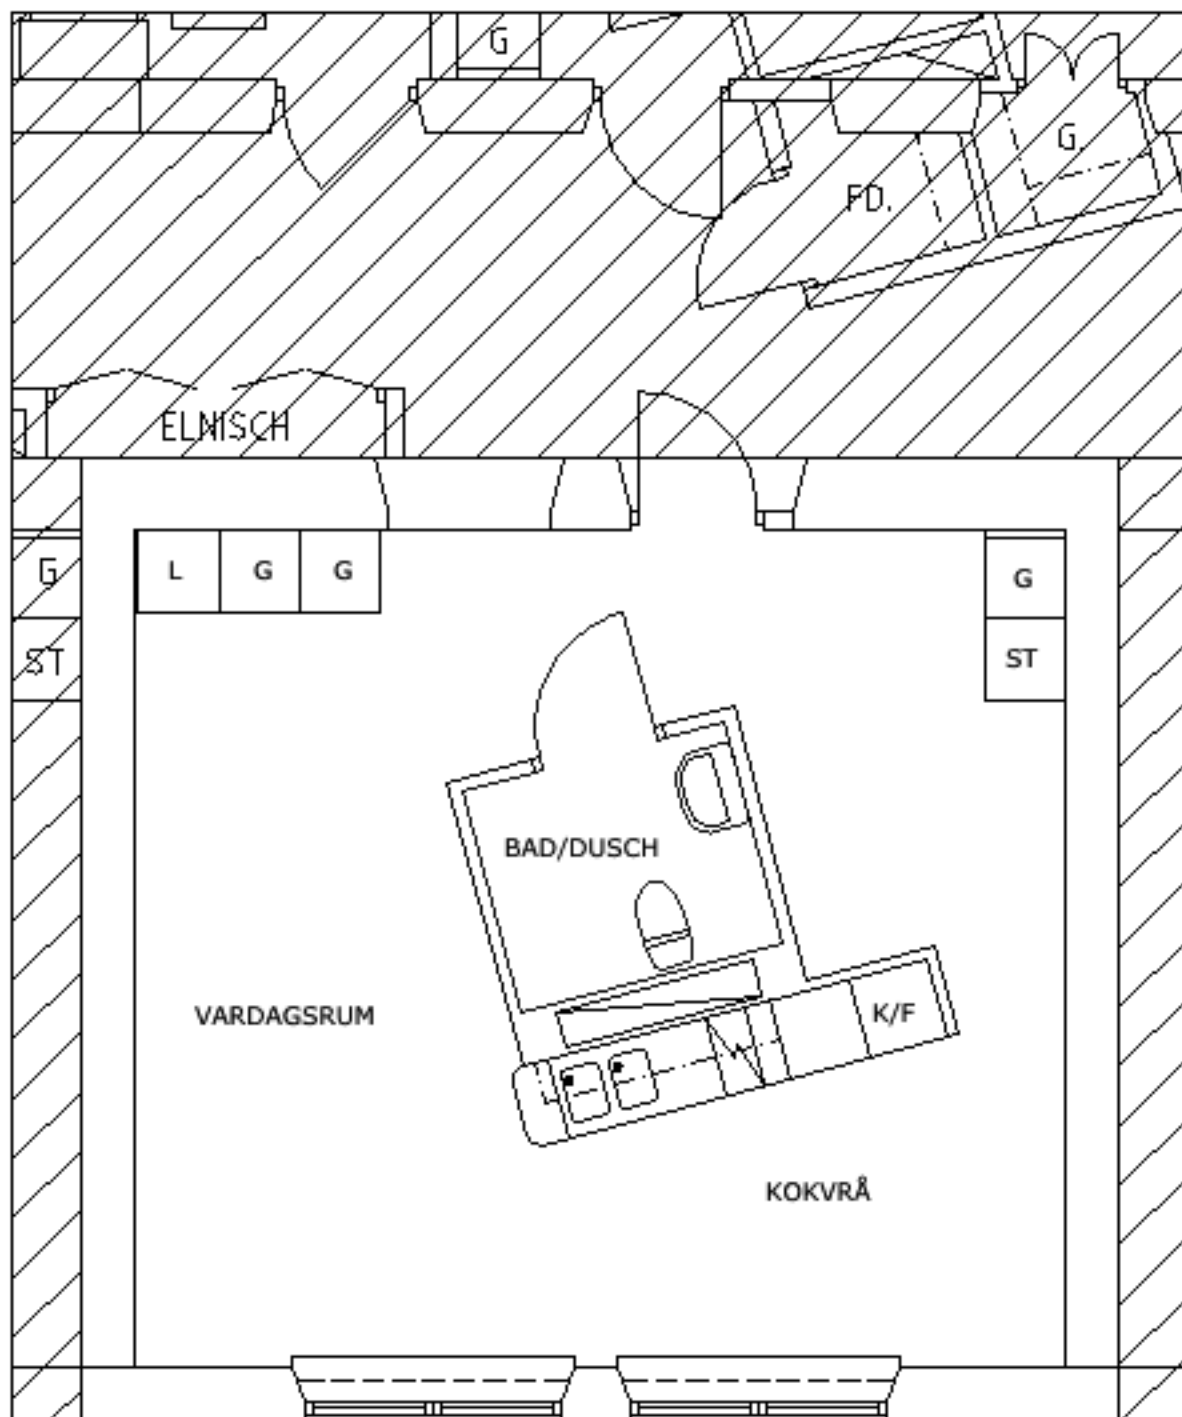 G
G.
FD.
ELNISCH
G
L G G
G
ST
ST
BAD/DUSCH
VARDAGSRUM
K/F
KOKVRÅ